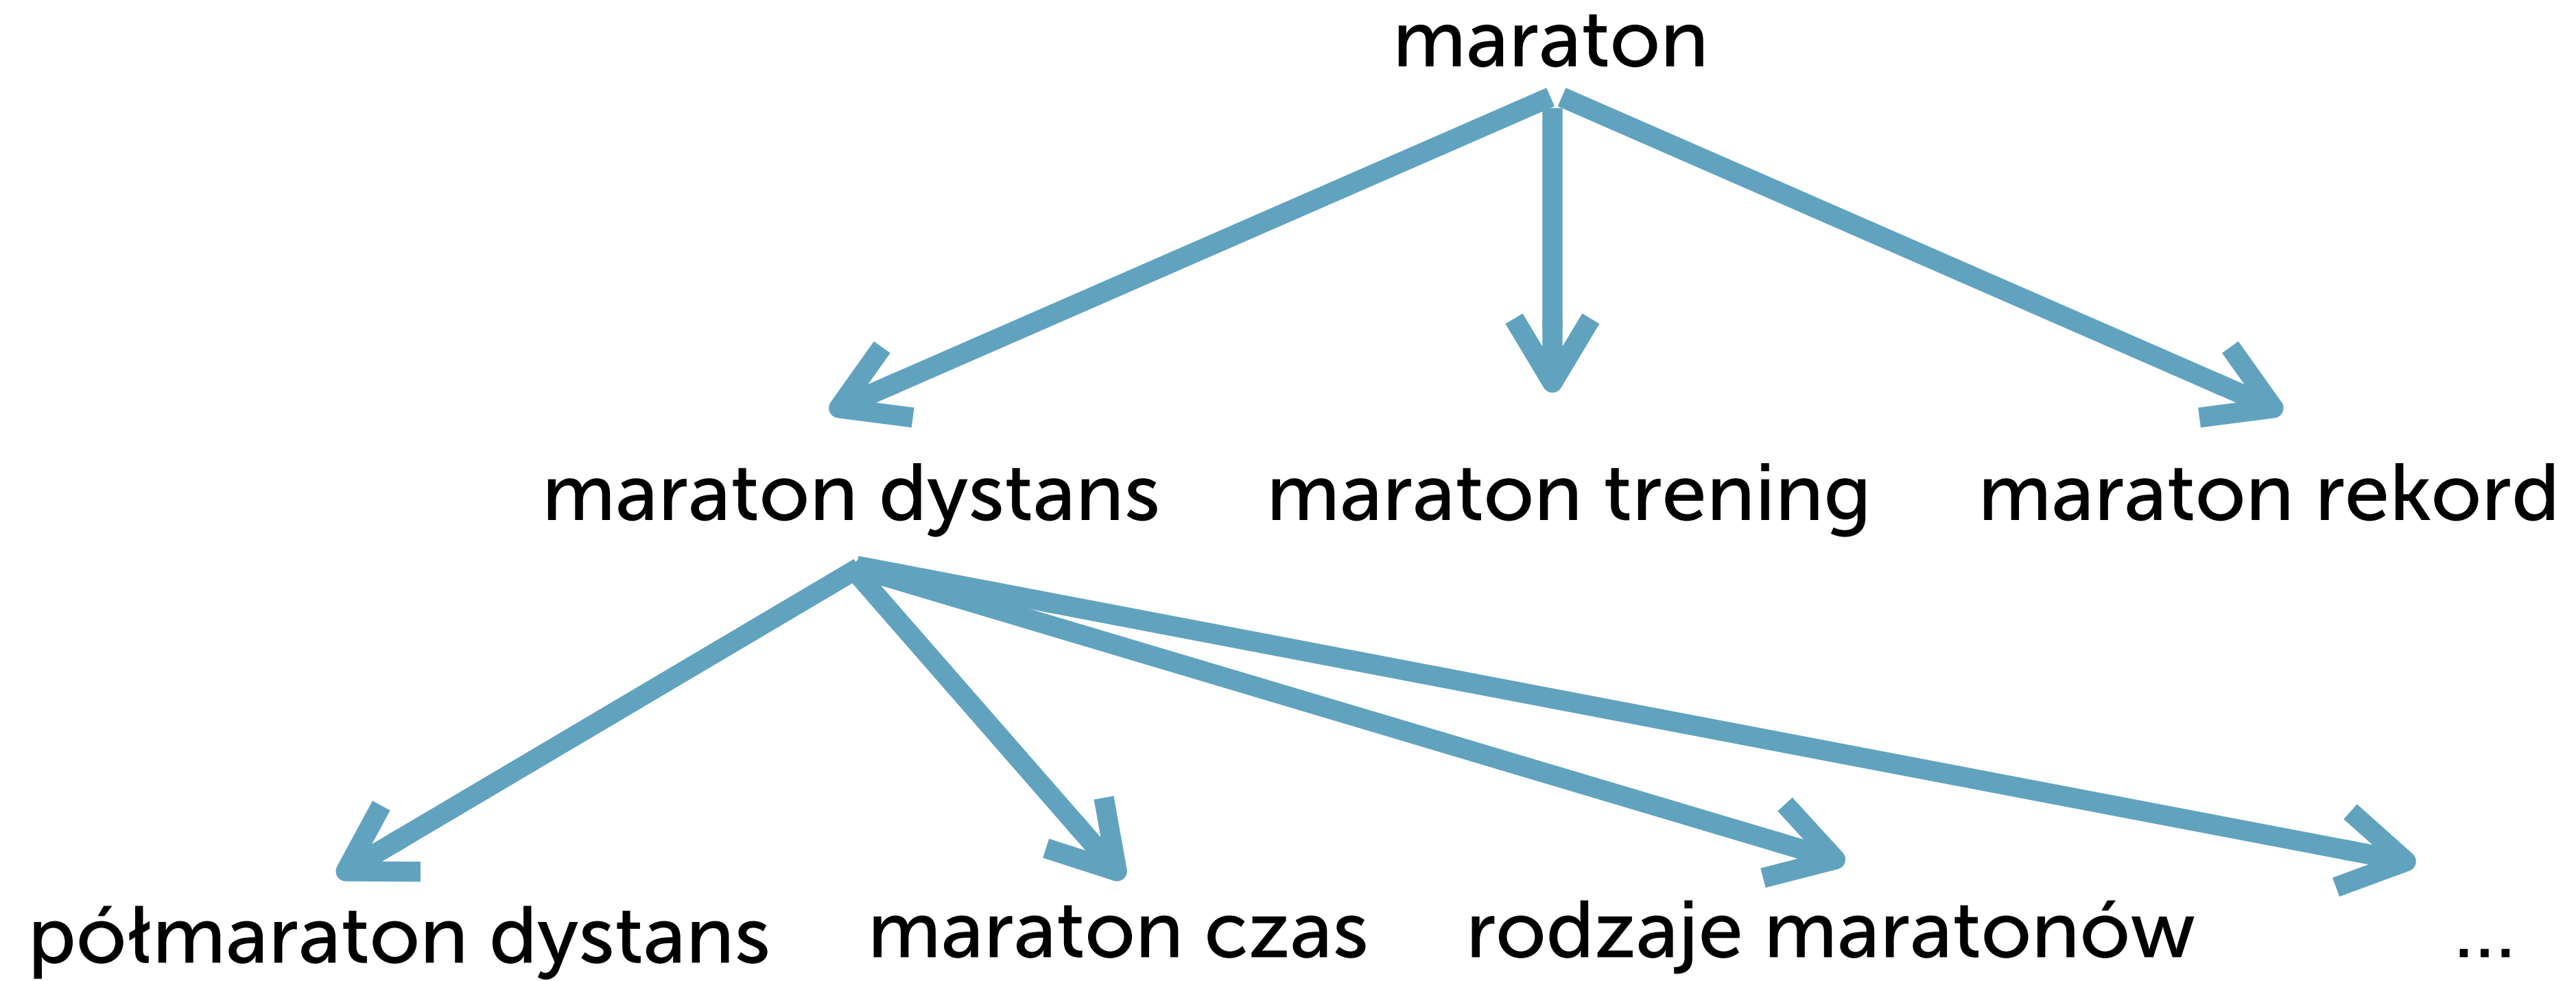 maraton
maraton dystans
maraton trening
maraton rekord
półmaraton dystans
maraton czas
rodzaje maratonów
...